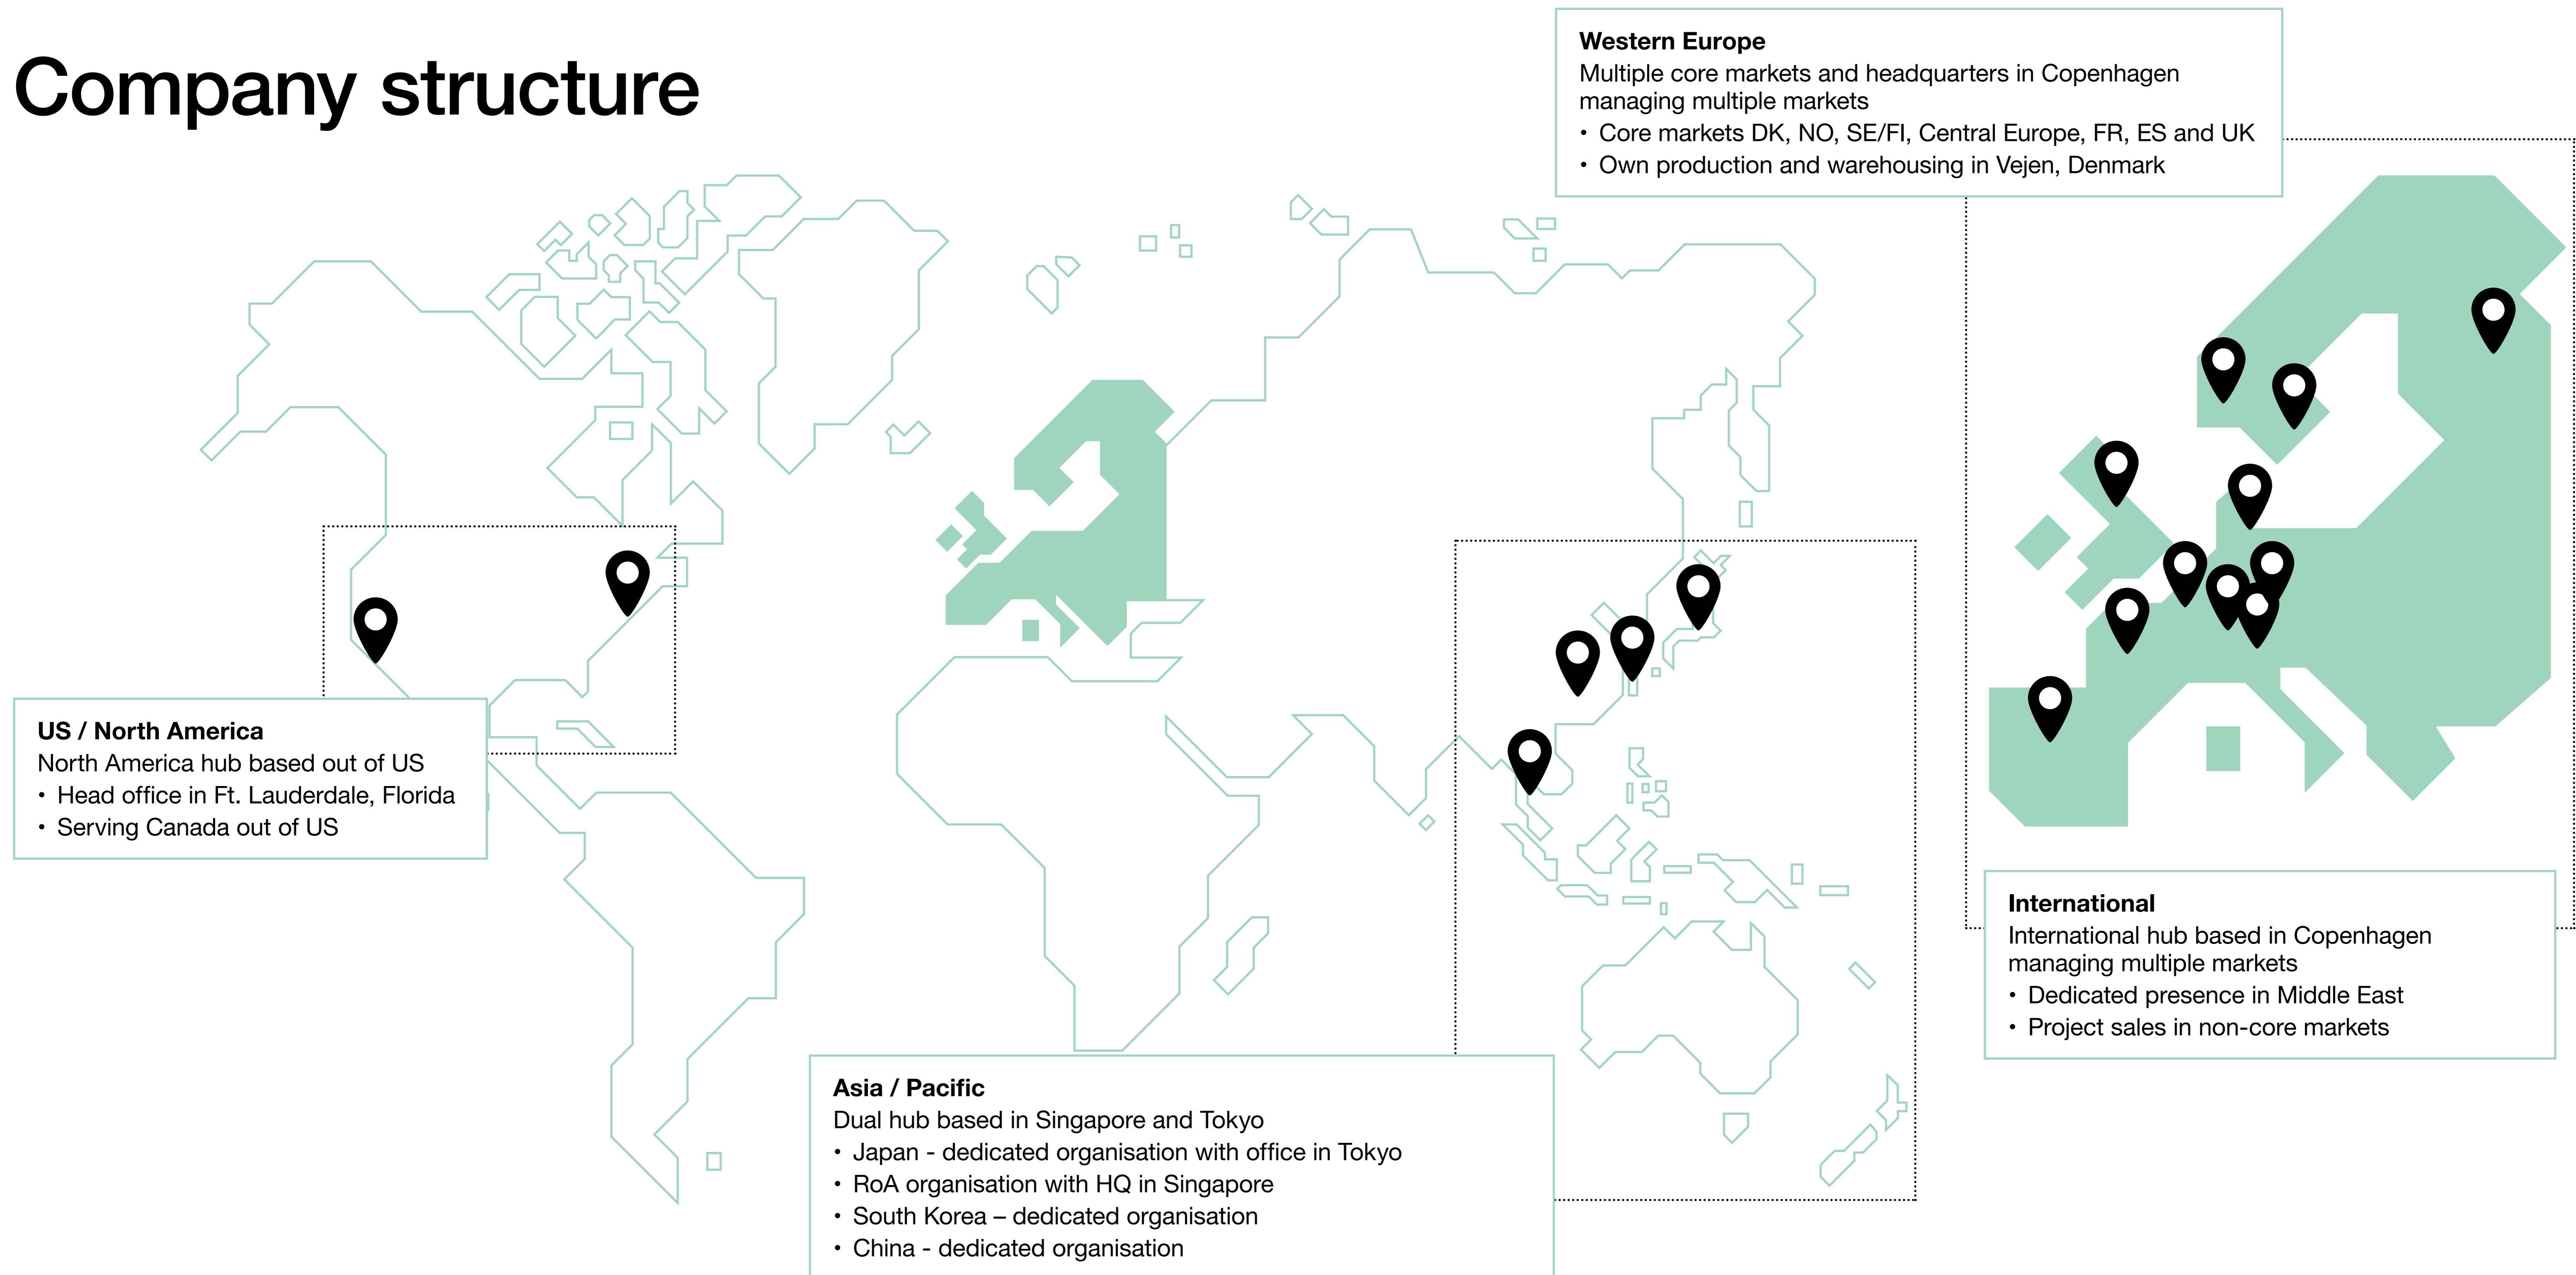 Company structure
Western Europe
Multiple core markets and headquarters in Copenhagen
managing multiple markets
• Core markets DK, NO, SE/FI, Central Europe, FR, ES and UK
• Own production and warehousing in Vejen, Denmark
US / North America
North America hub based out of US
• Head office in Ft. Lauderdale, Florida
• Serving Canada out of US
International
International hub based in Copenhagen
managing multiple markets
• Dedicated presence in Middle East
• Project sales in non-core markets
Asia / Pacific
Dual hub based in Singapore and Tokyo
• Japan - dedicated organisation with office in Tokyo
• RoA organisation with HQ in Singapore
• South Korea – dedicated organisation
• China - dedicated organisation